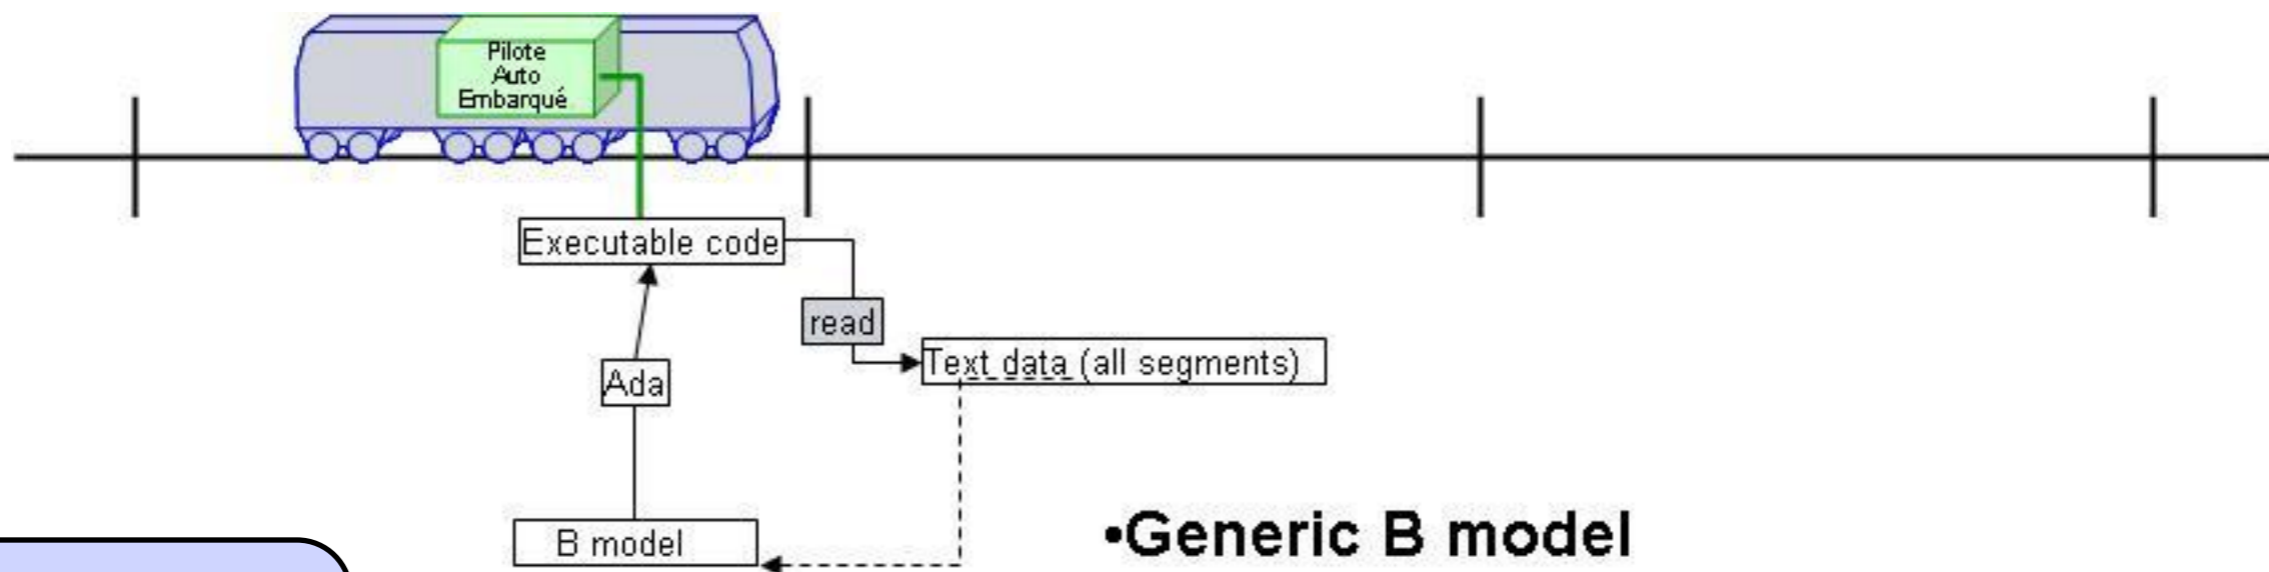 Pilote
Auto
Embarqué
Executable code
read
Text data (all segments)
Ada
B model
•Generic B model